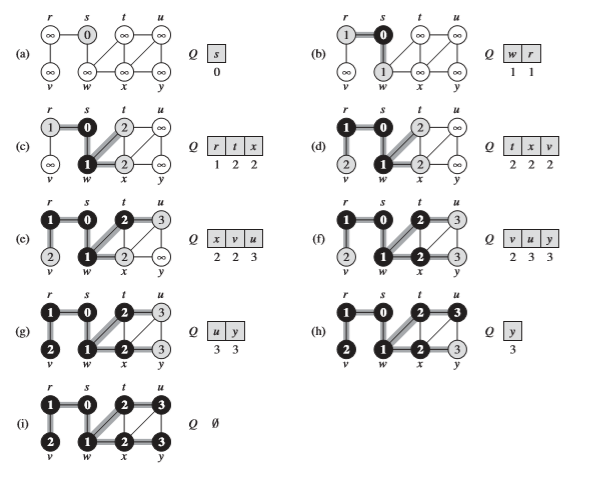 r s t u
∞ 0 ∞ ∞
(a) Q s
∞ ∞ ∞ ∞ 0
v w x y
r s t u
1 0 ∞ ∞
(b) Q w r
∞ 1 ∞ ∞ 1 1
v w x y
r s t u
1 0 2 ∞
(c) Q r t x
∞ 1 2 ∞ 1 2 2
v w x y
r s t u
1 0 2 ∞
(d) Q t x v
2 1 2 ∞ 2 2 2
v w x y
r s t u
1 0 2 3
(e) Q x v u
2 1 2 ∞ 2 2 3
v w x y
r s t u
1 0 2 3
(f) Q v u y
2 1 2 3 2 3 3
v w x y
r s t u
1 0 2 3
(g) Q u y
2 1 2 3 3 3
v w x y
r s t u
1 0 2 3
(h) Q y
2 1 2 3 3
v w x y
r s t u
1 0 2 3
(i) Q Ø
2 1 2 3
v w x y